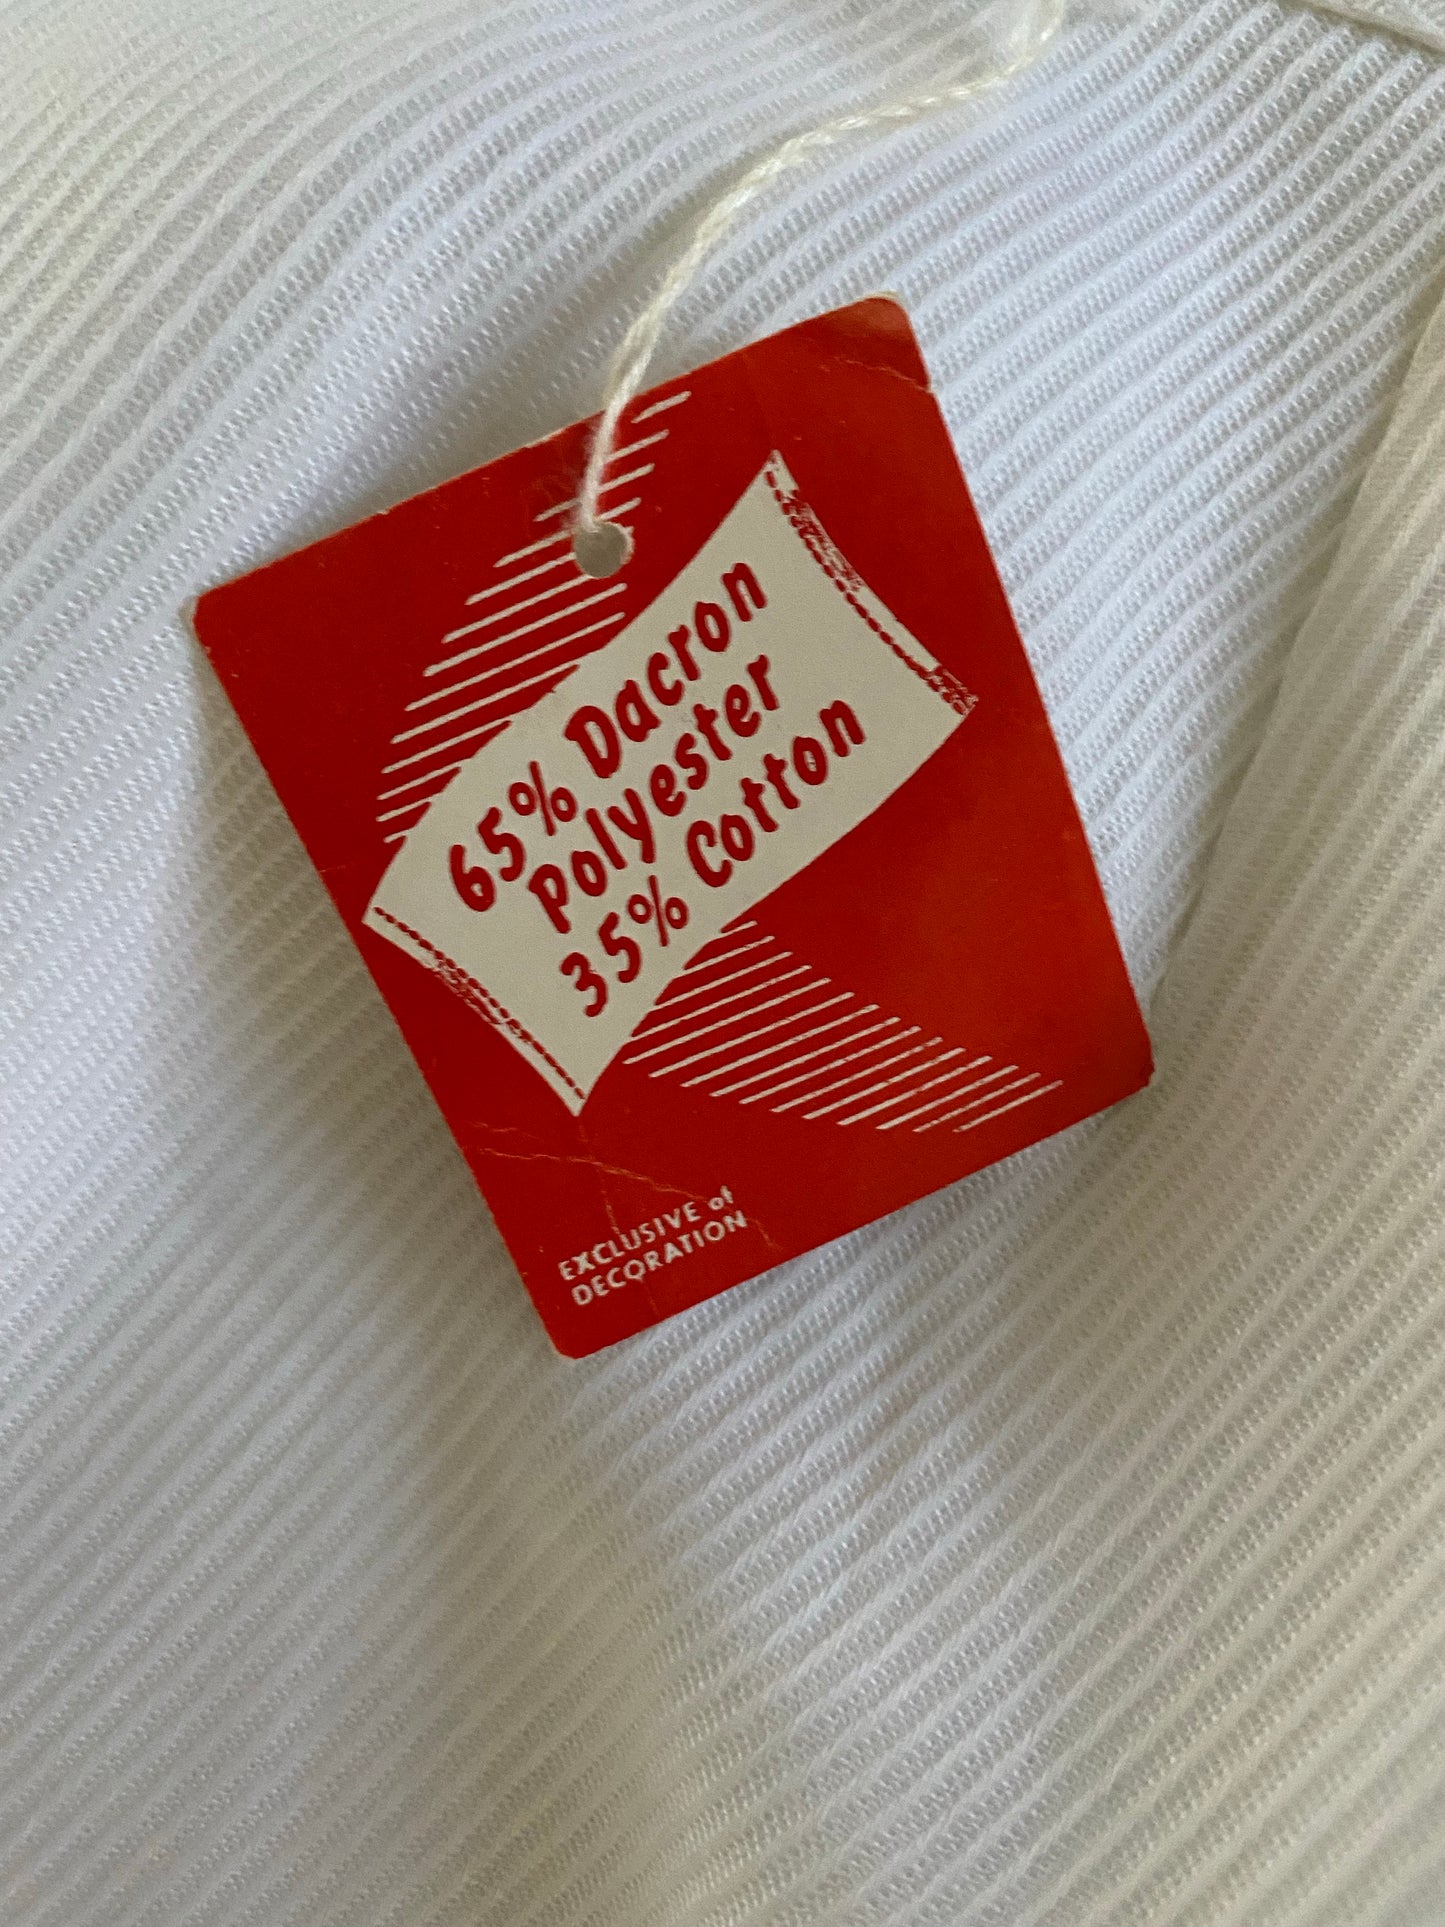 65% Dacron
Polyester
35% Cotton
EXCLUSIVE of
DECORATION